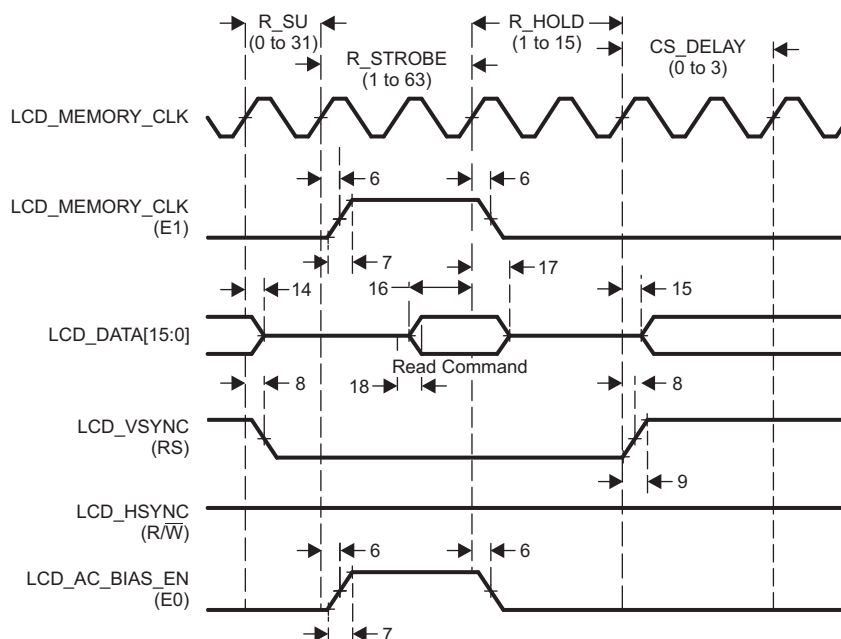 R_SU
(0 to 31)
R_HOLD
(1 to 15)
R_STROBE
(1 to 63)
CS_DELAY
(0 to 3)
LCD_MEMORY_CLK
6
6
LCD_MEMORY_CLK
(E1)
7
17
14
16
15
LCD_DATA[15:0]
Read Command
18
8
8
LCD_VSYNC
(RS)
9
LCD_HSYNC
(R/W̅)
6
6
LCD_AC_BIAS_EN
(E0)
7